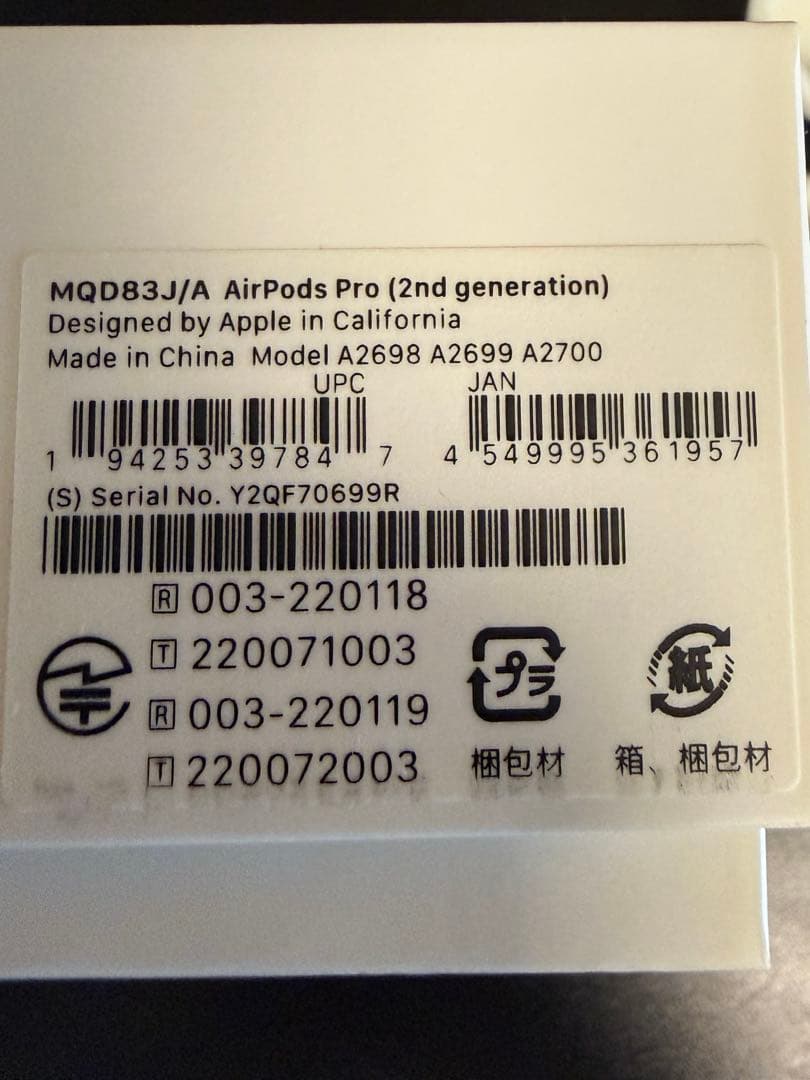 MQD83J/A AirPods Pro (2nd generation)
Designed by Apple in California
Made in China Model A2698 A2699 A2700
UPC JAN
1 94253 39784 7 4 549995 361957
(S) Serial No. Y2QF70699R
R 003-220118
T 220071003
R 003-220119
T 220072003
プラ 紙
梱包材 箱、梱包材